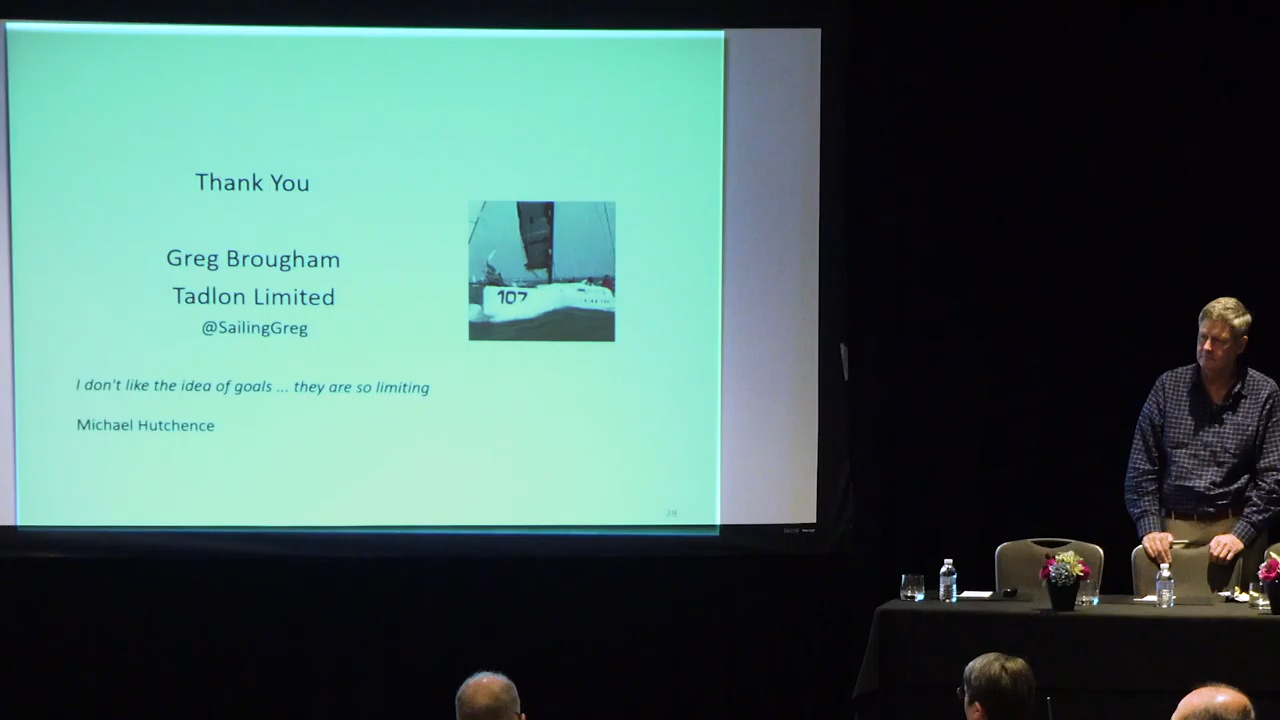 Thank You
Greg Brougham
Tadlon Limited
@SailingGreg
I don't like the idea of goals ... they are so limiting
Michael Hutchence
107
28